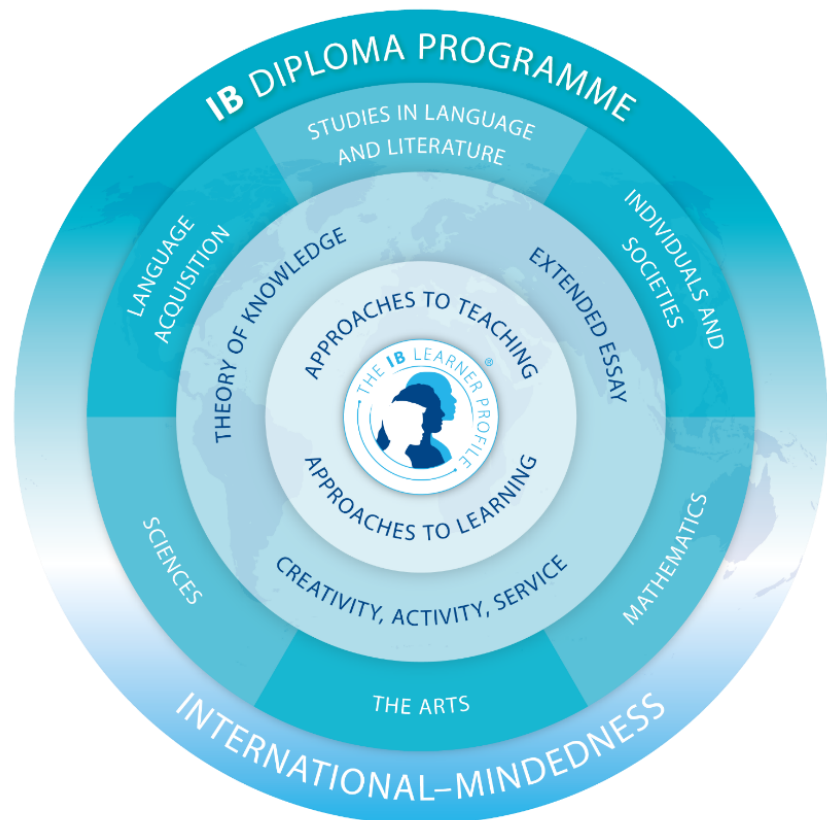 IB DIPLOMA PROGRAMME
STUDIES IN LANGUAGE
AND LITERATURE
LANGUAGE
ACQUISITION
INDIVIDUALS AND
SOCIETIES
THEORY OF KNOWLEDGE
EXTENDED ESSAY
APPROACHES TO TEACHING
THE IB LEARNER PROFILE
®
APPROACHES TO LEARNING
CREATIVITY, ACTIVITY, SERVICE
SCIENCES
MATHEMATICS
THE ARTS
INTERNATIONAL–MINDEDNESS